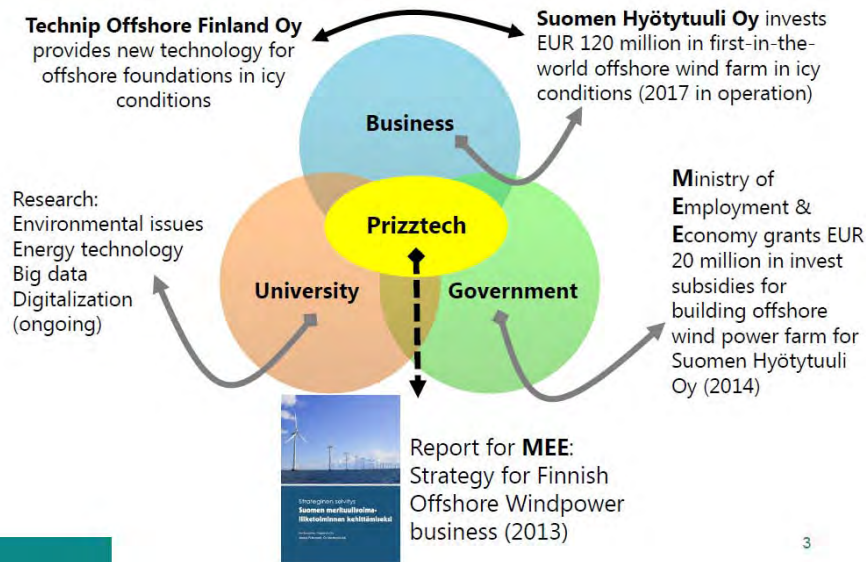 Technip Offshore Finland Oy
provides new technology for
offshore foundations in icy
conditions
Suomen Hyötytuuli Oy invests
EUR 120 million in first-in-the-
world offshore wind farm in icy
conditions (2017 in operation)
Business
Research:
Environmental issues
Energy technology
Big data
Digitalization
(ongoing)
Prizztech
University
Government
Ministry of
Employment &
Economy grants EUR
20 million in invest
subsidies for
building offshore
wind power farm for
Suomen Hyötytuuli
Oy (2014)
Strateginen selvitys
Suomen merituulivoima-
liiketoiminnan kehittämiseksi
Report for MEE:
Strategy for Finnish
Offshore Windpower
business (2013)
3